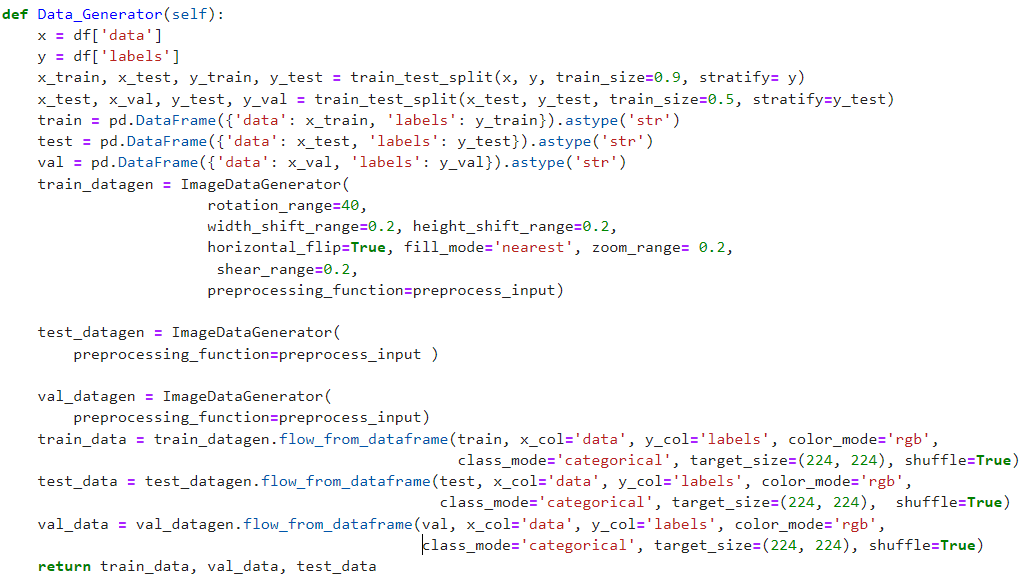 def Data_Generator(self):
    x = df['data']
    y = df['labels']
    x_train, x_test, y_train, y_test = train_test_split(x, y, train_size=0.9, stratify= y)
    x_test, x_val, y_test, y_val = train_test_split(x_test, y_test, train_size=0.5, stratify=y_test)
    train = pd.DataFrame({'data': x_train, 'labels': y_train}).astype('str')
    test = pd.DataFrame({'data': x_test, 'labels': y_test}).astype('str')
    val = pd.DataFrame({'data': x_val, 'labels': y_val}).astype('str')
    train_datagen = ImageDataGenerator(
                       rotation_range=40,
                       width_shift_range=0.2, height_shift_range=0.2,
                       horizontal_flip=True, fill_mode='nearest', zoom_range= 0.2,
                        shear_range=0.2,
                       preprocessing_function=preprocess_input)

    test_datagen = ImageDataGenerator(
        preprocessing_function=preprocess_input )

    val_datagen = ImageDataGenerator(
        preprocessing_function=preprocess_input)
    train_data = train_datagen.flow_from_dataframe(train, x_col='data', y_col='labels', color_mode='rgb',
                                                   class_mode='categorical', target_size=(224, 224), shuffle=True)
    test_data = test_datagen.flow_from_dataframe(test, x_col='data', y_col='labels', color_mode='rgb',
                                                 class_mode='categorical', target_size=(224, 224),  shuffle=True)
    val_data = val_datagen.flow_from_dataframe(val, x_col='data', y_col='labels', color_mode='rgb',
                                               class_mode='categorical', target_size=(224, 224), shuffle=True)
    return train_data, val_data, test_data